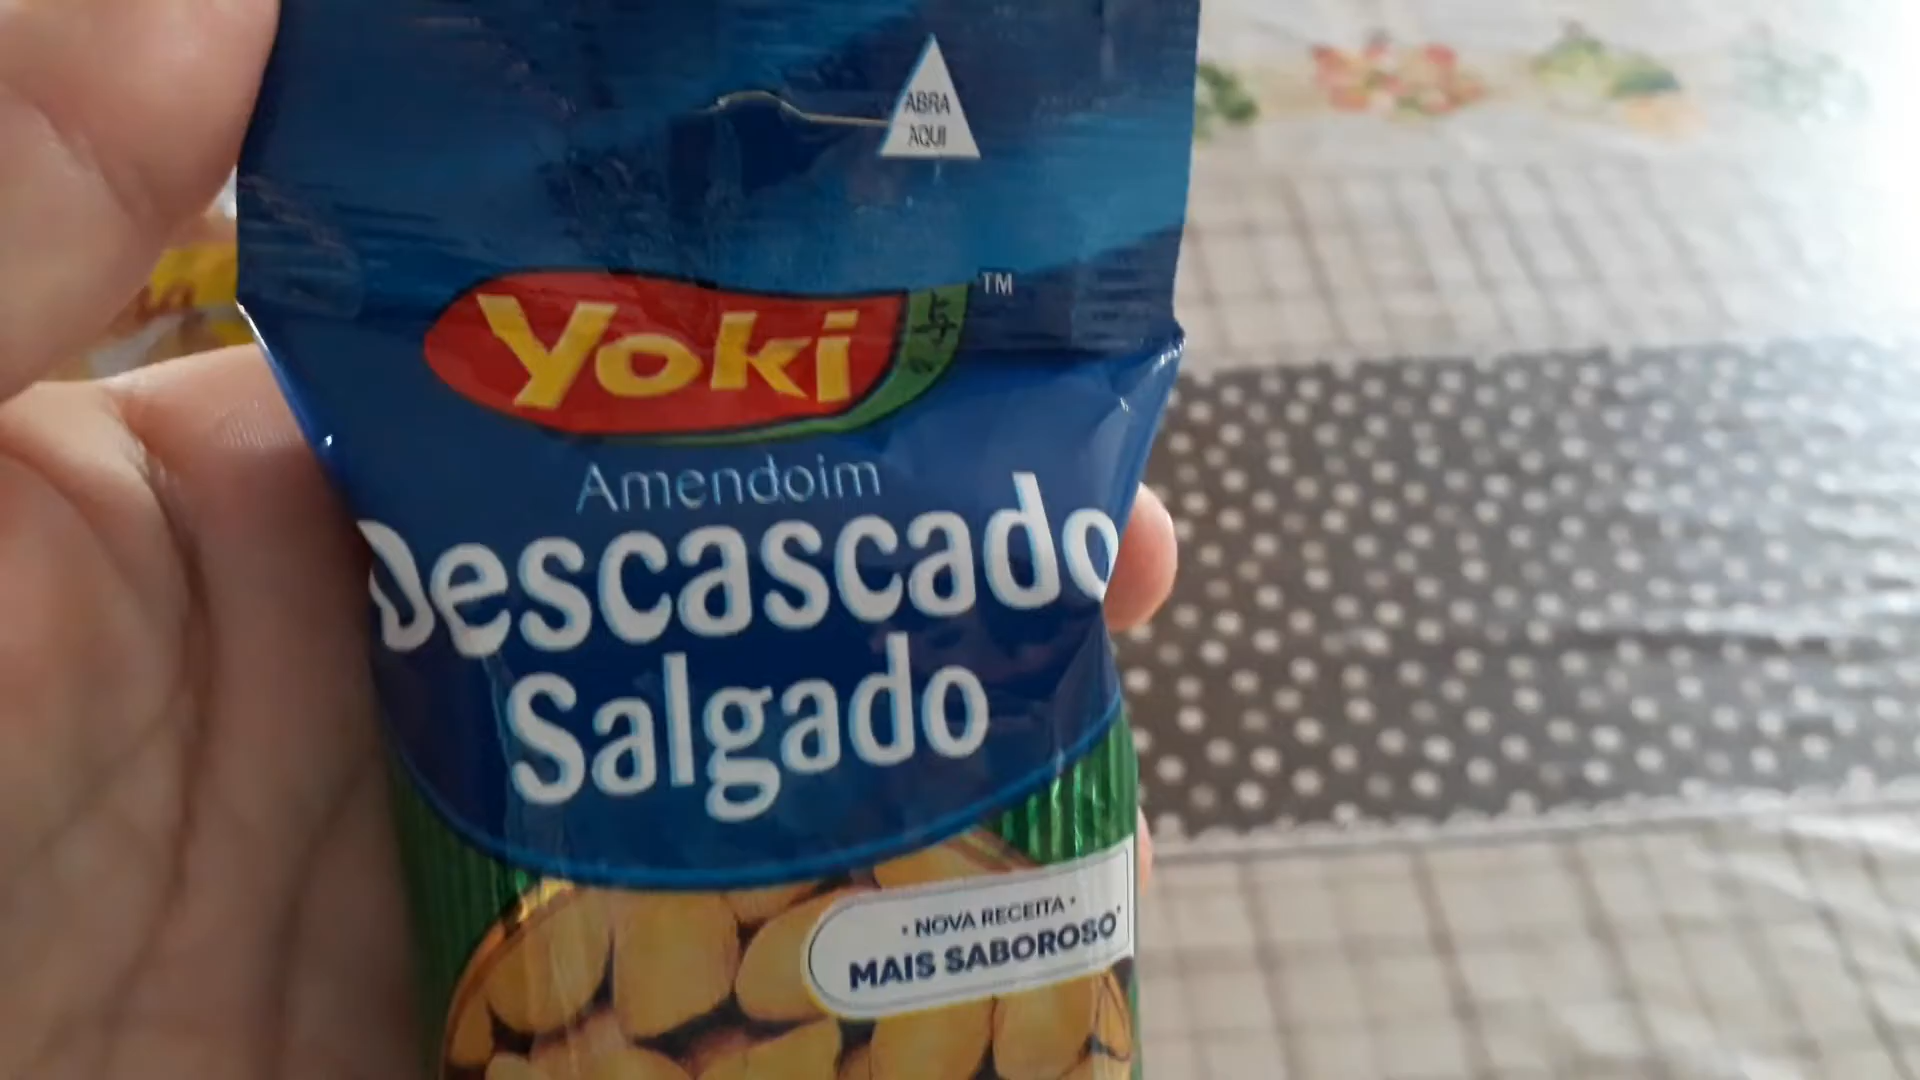 ABRA
AQUI
Yoki
TM
Amendoim
Descascado
Salgado
• NOVA RECEITA •
MAIS SABOROSO*